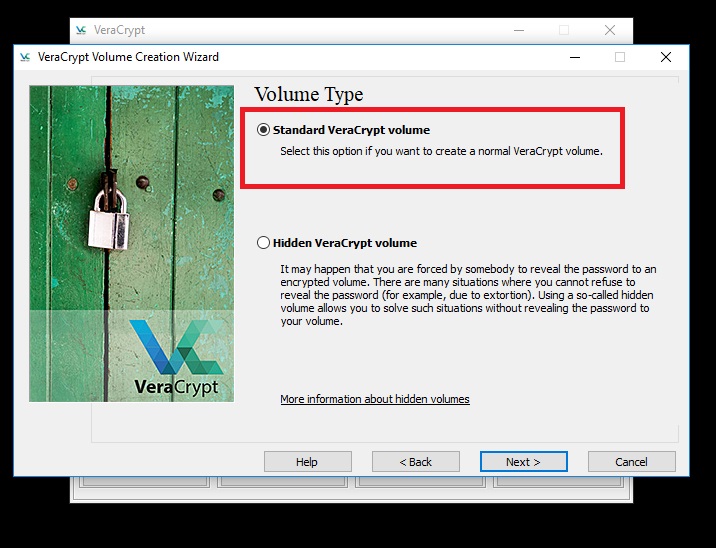 VeraCrypt
VeraCrypt Volume Creation Wizard
Volume Type
Standard VeraCrypt volume
Select this option if you want to create a normal VeraCrypt volume.
Hidden VeraCrypt volume
It may happen that you are forced by somebody to reveal the password to an
encrypted volume. There are many situations where you cannot refuse to
reveal the password (for example, due to extortion). Using a so-called hidden
volume allows you to solve such situations without revealing the password to
your volume.
VeraCrypt
More information about hidden volumes
Help
< Back
Next >
Cancel